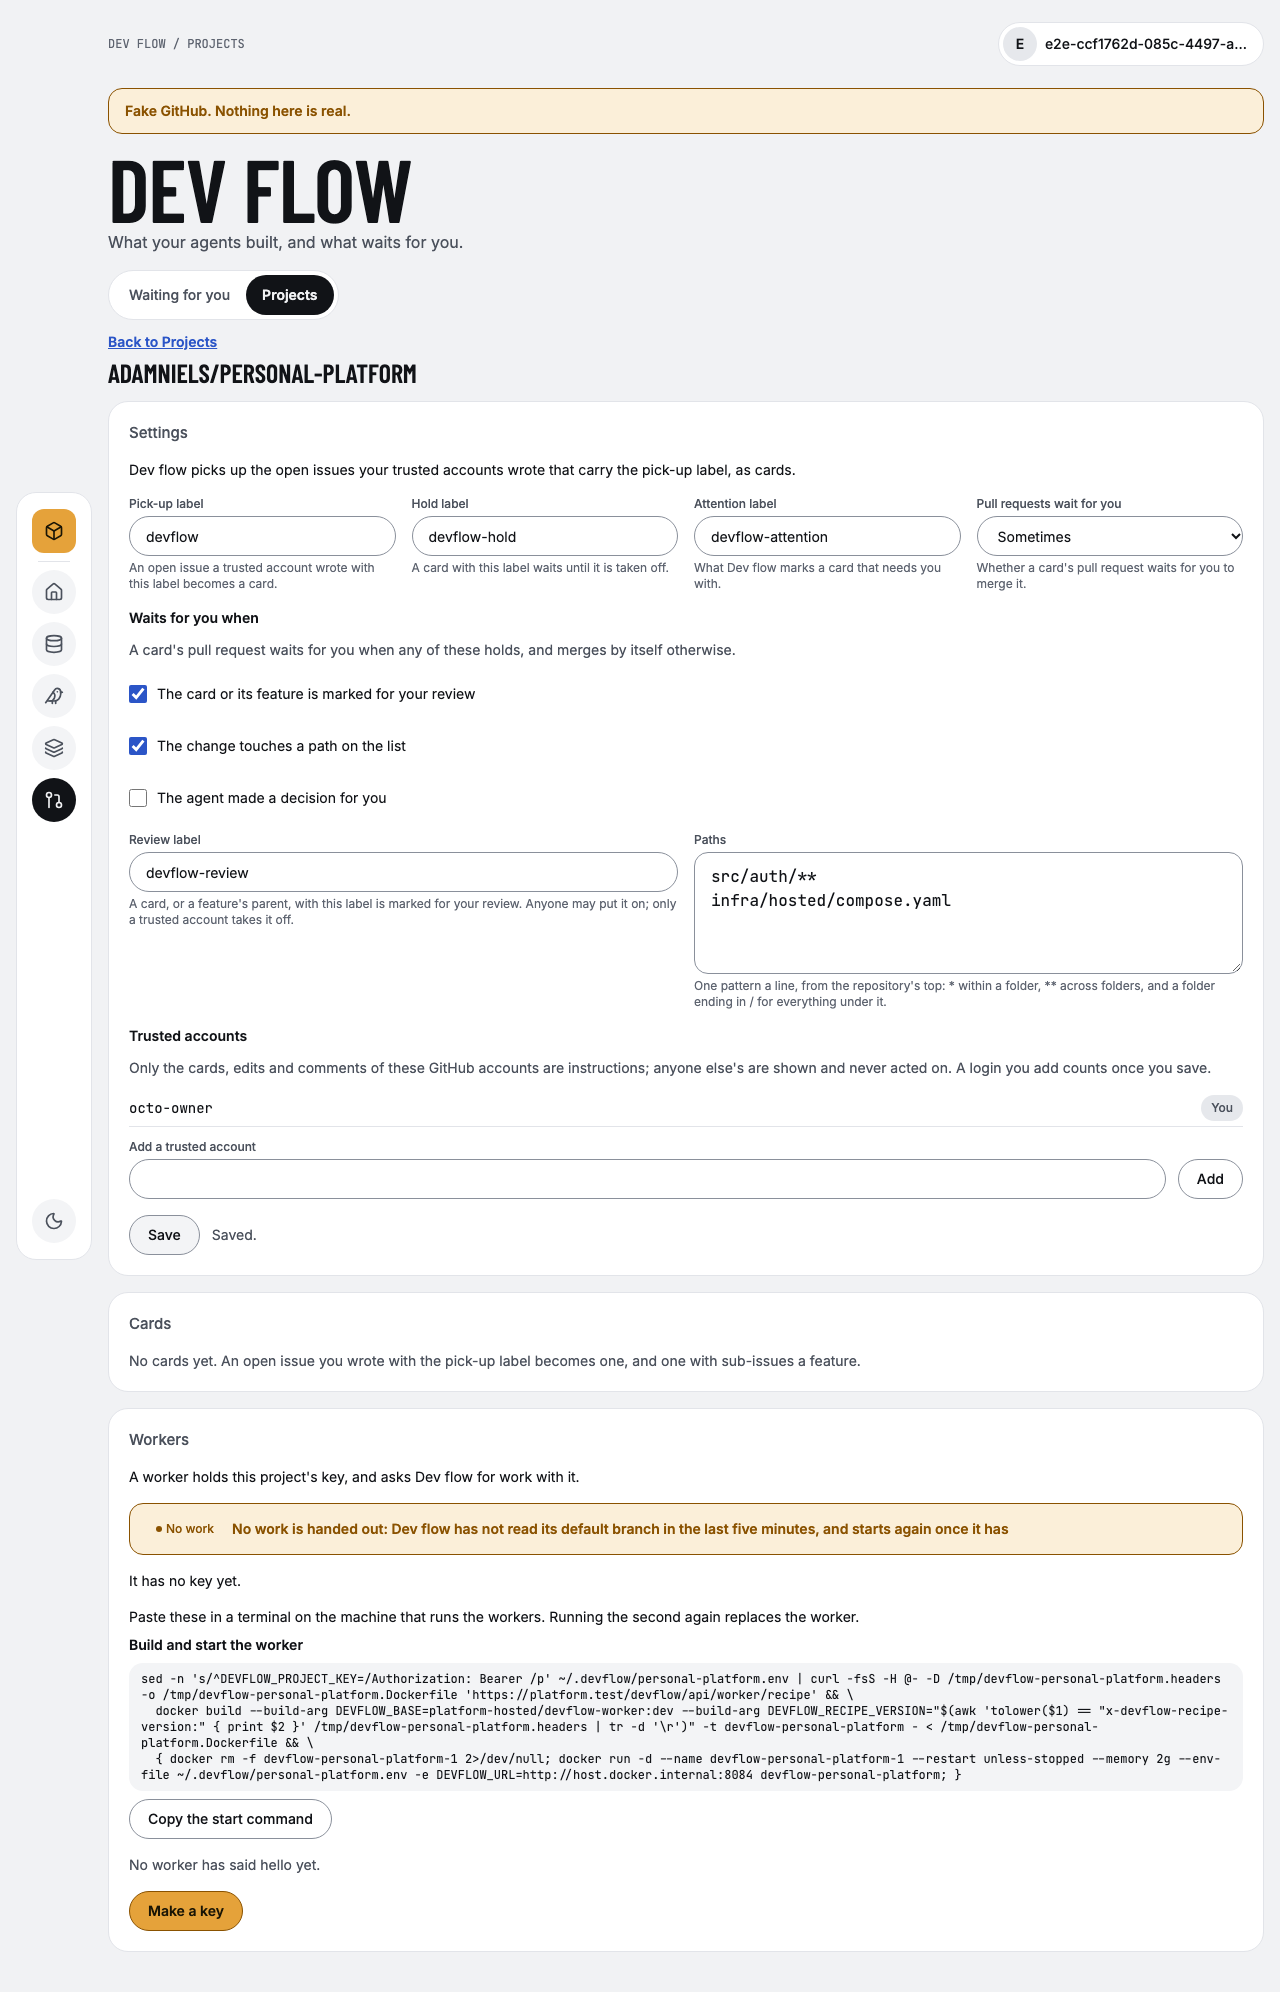 DEV FLOW / PROJECTS
E
e2e-ccf1762d-085c-4497-a...
Fake GitHub. Nothing here is real.
DEV FLOW
What your agents built, and what waits for you.
Waiting for you
Projects
Back to Projects
ADAMNIELS/PERSONAL-PLATFORM
Settings
Dev flow picks up the open issues your trusted accounts wrote that carry the pick-up label, as cards.
Pick-up label
devflow
An open issue a trusted account wrote with
this label becomes a card.
Hold label
devflow-hold
A card with this label waits until it is taken off.
Attention label
devflow-attention
What Dev flow marks a card that needs you
with.
Pull requests wait for you
Sometimes
Whether a card's pull request waits for you to
merge it.
Waits for you when
A card's pull request waits for you when any of these holds, and merges by itself otherwise.
The card or its feature is marked for your review
The change touches a path on the list
The agent made a decision for you
Review label
devflow-review
A card, or a feature's parent, with this label is marked for your review. Anyone may put it on; only
a trusted account takes it off.
Paths
src/auth/**
infra/hosted/compose.yaml
One pattern a line, from the repository's top: * within a folder, ** across folders, and a folder
ending in / for everything under it.
Trusted accounts
Only the cards, edits and comments of these GitHub accounts are instructions; anyone else's are shown and never acted on. A login you add counts once you save.
octo-owner
You
Add a trusted account
Add
Save
Saved.
Cards
No cards yet. An open issue you wrote with the pick-up label becomes one, and one with sub-issues a feature.
Workers
A worker holds this project's key, and asks Dev flow for work with it.
No work
No work is handed out: Dev flow has not read its default branch in the last five minutes, and starts again once it has
It has no key yet.
Paste these in a terminal on the machine that runs the workers. Running the second again replaces the worker.
Build and start the worker
sed -n 's/^DEVFLOW_PROJECT_KEY=/Authorization: Bearer /p' ~/.devflow/personal-platform.env | curl -fsS -H @- -D /tmp/devflow-personal-platform.headers
-o /tmp/devflow-personal-platform.Dockerfile 'https://platform.test/devflow/api/worker/recipe' && \
docker build --build-arg DEVFLOW_BASE=platform-hosted/devflow-worker:dev --build-arg DEVFLOW_RECIPE_VERSION="$(awk 'tolower($1) == "x-devflow-recipe-
version:" { print $2 }' /tmp/devflow-personal-platform.headers | tr -d '\r')" -t devflow-personal-platform - < /tmp/devflow-personal-
platform.Dockerfile && \
{ docker rm -f devflow-personal-platform-1 2>/dev/null; docker run -d --name devflow-personal-platform-1 --restart unless-stopped --memory 2g --env-
file ~/.devflow/personal-platform.env -e DEVFLOW_URL=http://host.docker.internal:8084 devflow-personal-platform; }
Copy the start command
No worker has said hello yet.
Make a key